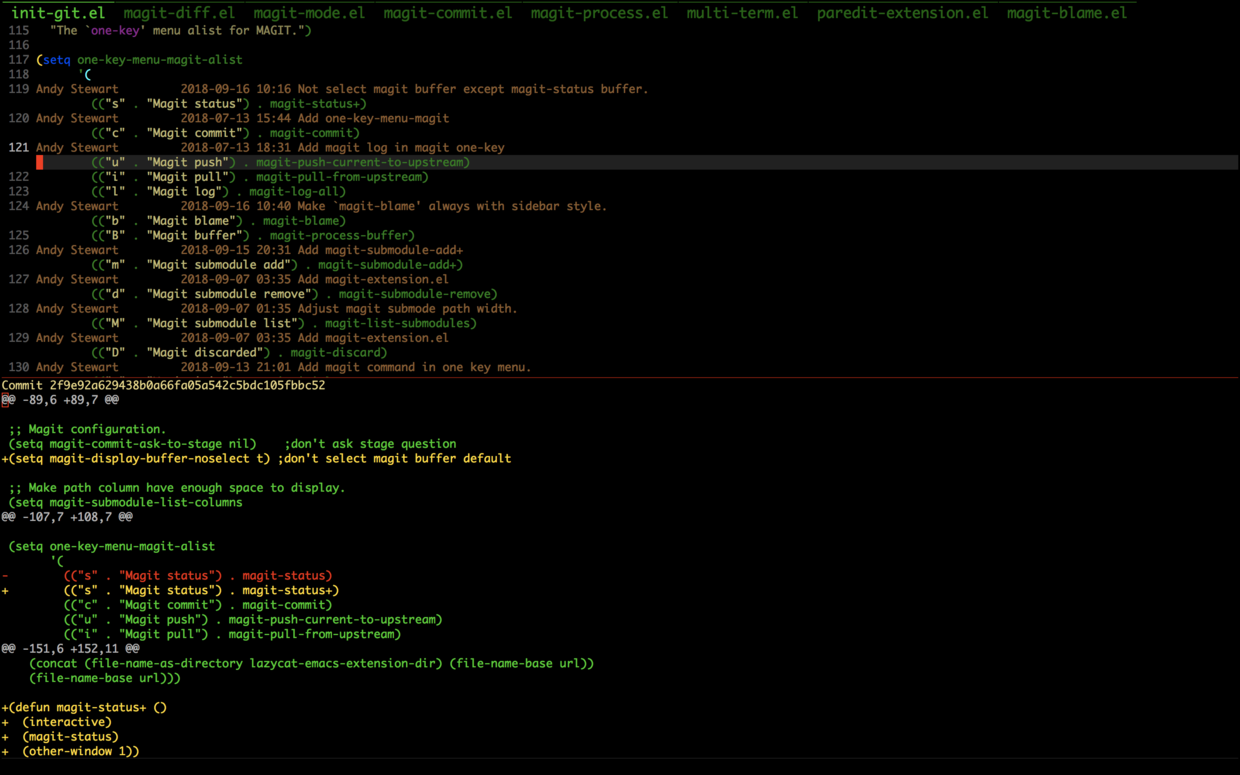 init-git.el magit-diff.el magit-mode.el magit-commit.el magit-process.el multi-term.el paredit-extension.el magit-blame.el
115 "The `one-key' menu alist for MAGIT.")
116
117 (setq one-key-menu-magit-alist
118 '(
119 Andy Stewart 2018-09-16 10:16 Not select magit buffer except magit-status buffer.
(("s" . "Magit status") . magit-status+)
120 Andy Stewart 2018-07-13 15:44 Add one-key-menu-magit
(("c" . "Magit commit") . magit-commit)
121 Andy Stewart 2018-07-13 18:31 Add magit log in magit one-key
(("u" . "Magit push") . magit-push-current-to-upstream)
122 (("i" . "Magit pull") . magit-pull-from-upstream)
123 (("l" . "Magit log") . magit-log-all)
124 Andy Stewart 2018-09-16 10:40 Make `magit-blame' always with sidebar style.
(("b" . "Magit blame") . magit-blame)
125 (("B" . "Magit buffer") . magit-process-buffer)
126 Andy Stewart 2018-09-15 20:31 Add magit-submodule-add+
(("m" . "Magit submodule add") . magit-submodule-add+)
127 Andy Stewart 2018-09-07 03:35 Add magit-extension.el
(("d" . "Magit submodule remove") . magit-submodule-remove)
128 Andy Stewart 2018-09-07 01:35 Adjust magit submode path width.
(("M" . "Magit submodule list") . magit-list-submodules)
129 Andy Stewart 2018-09-07 03:35 Add magit-extension.el
(("D" . "Magit discarded") . magit-discard)
130 Andy Stewart 2018-09-13 21:01 Add magit command in one key menu.
Commit 2f9e92a629438b0a66fa05a542c5bdc105fbbc52
@@ -89,6 +89,7 @@
;; Magit configuration.
(setq magit-commit-ask-to-stage nil) ;don't ask stage question
+(setq magit-display-buffer-noselect t) ;don't select magit buffer default
;; Make path column have enough space to display.
(setq magit-submodule-list-columns
@@ -107,7 +108,7 @@
(setq one-key-menu-magit-alist
'(
- (("s" . "Magit status") . magit-status)
+ (("s" . "Magit status") . magit-status+)
(("c" . "Magit commit") . magit-commit)
(("u" . "Magit push") . magit-push-current-to-upstream)
(("i" . "Magit pull") . magit-pull-from-upstream)
@@ -151,6 +152,11 @@
(concat (file-name-as-directory lazycat-emacs-extension-dir) (file-name-base url))
(file-name-base url)))
+(defun magit-status+ ()
+ (interactive)
+ (magit-status)
+ (other-window 1))